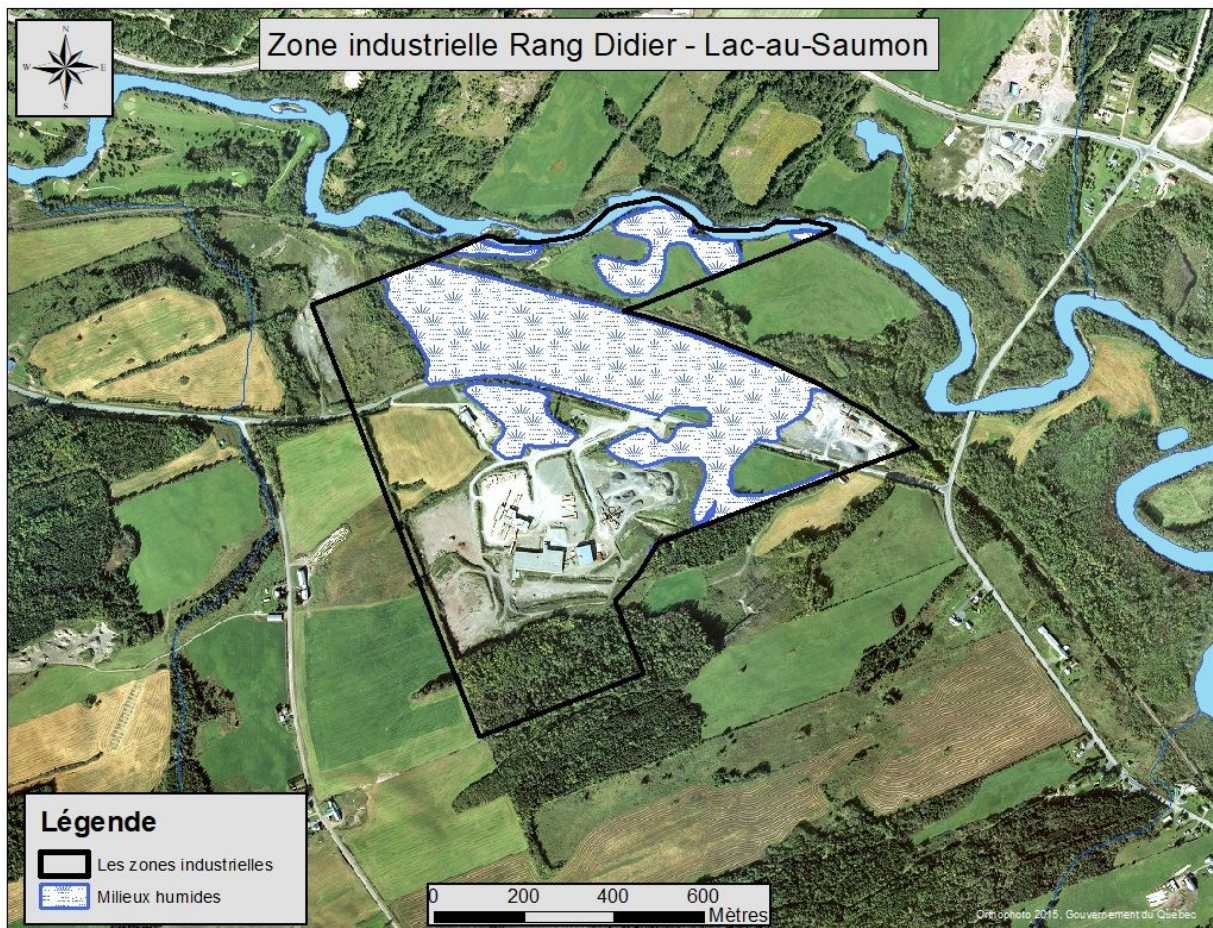 N
W E
S
Zone industrielle Rang Didier - Lac-au-Saumon
Légende
Les zones industrielles
Milieux humides
0 200 400 600
Mètres
Orthophoto 2015, Gouvernement du Québec